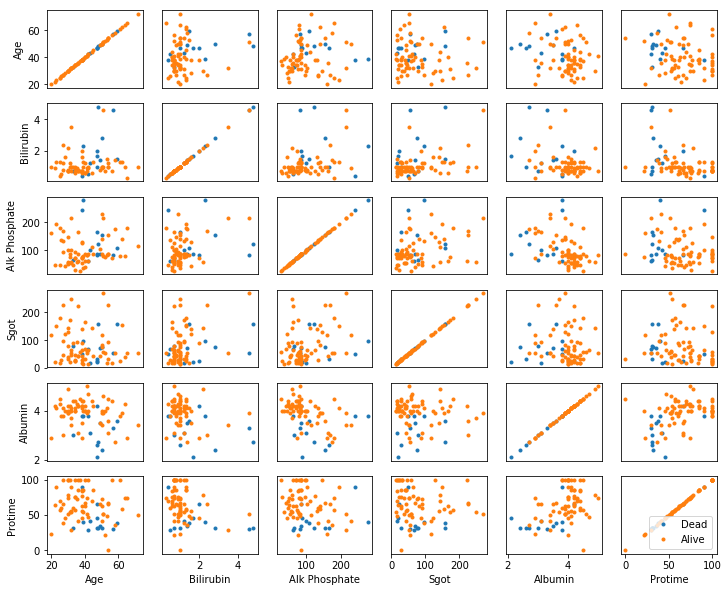 60
40
20
Age
4
2
Bilirubin
200
100
Alk Phosphate
200
100
0
Sgot
4
2
Albumin
100
50
0
Protime
Dead
Alive
20 40 60
2 4
100 200
0 100 200
2 4
0 50 100
Age Bilirubin Alk Phosphate Sgot Albumin Protime